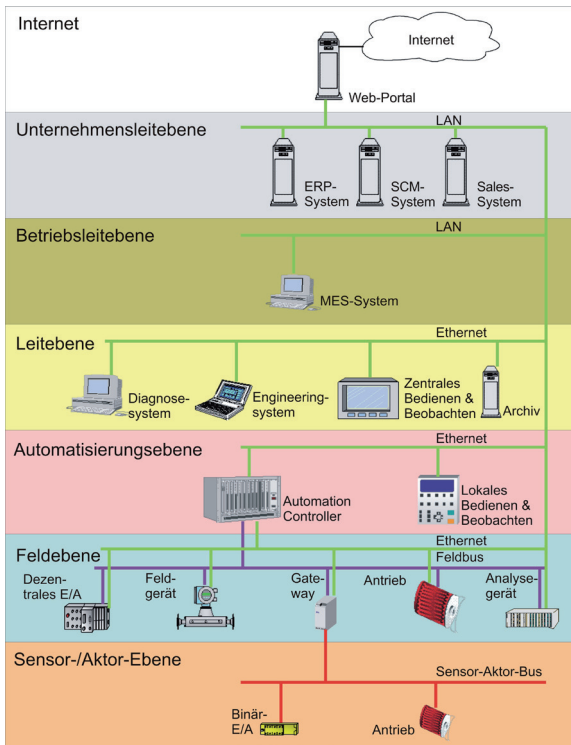 Internet
Internet
Web-Portal
Unternehmensleitebene
LAN
ERP-
System
SCM-
System
Sales-
System
Betriebsleitebene
LAN
MES-System
Leitebene
Ethernet
Diagnose-
system
Engineering-
system
Zentrales
Bedienen &
Beobachten
Archiv
Automatisierungsebene
Ethernet
Automation
Controller
Lokales
Bedienen &
Beobachten
Feldebene
Ethernet
Feldbus
Dezen-
trales E/A
Feld-
gerät
Gate-
way
Antrieb
Analyse-
gerät
Sensor-/Aktor-Ebene
Sensor-Aktor-Bus
Binär-
E/A
Antrieb